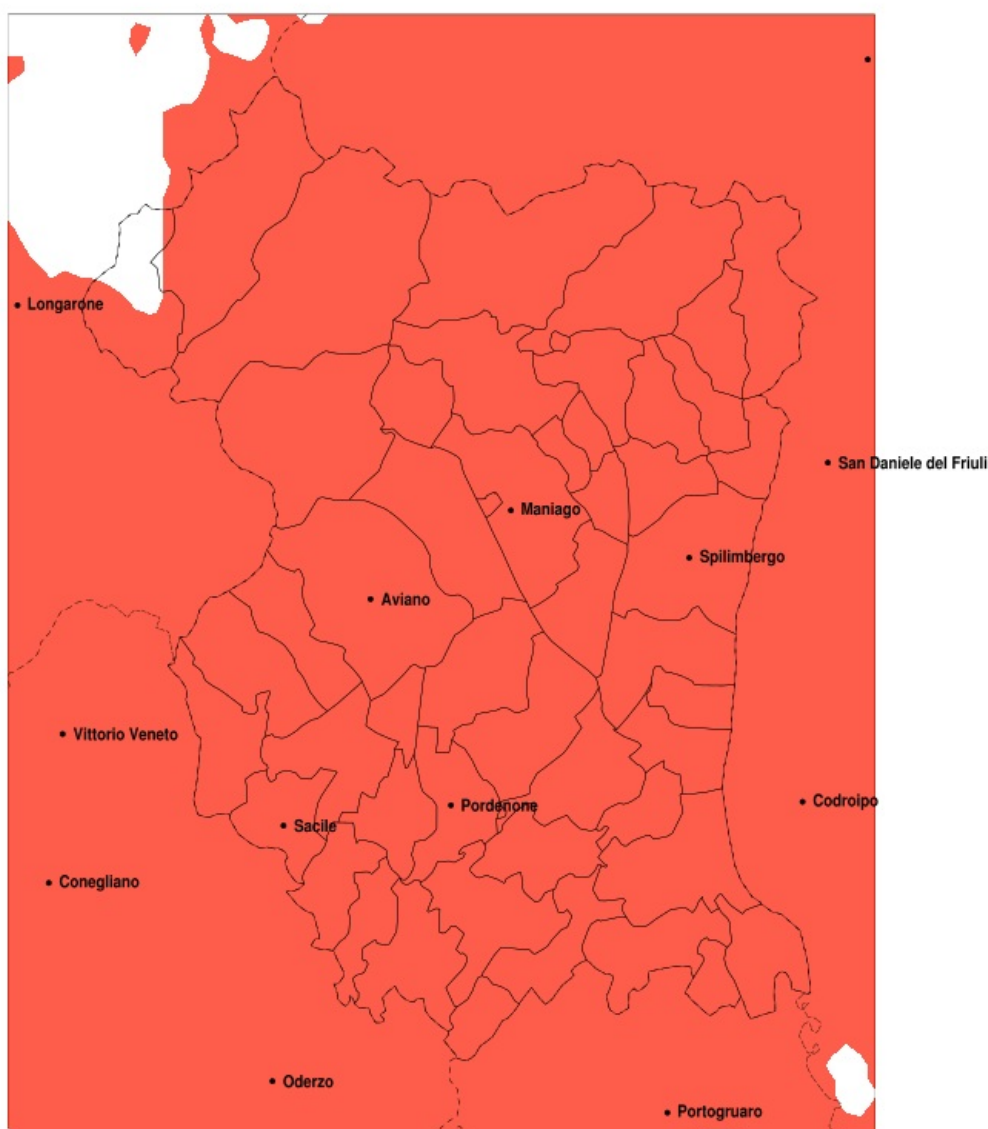 Longarone
San Daniele del Friuli
Maniago
Spilimbergo
Aviano
Vittorio Veneto
Codroipo
Pordenone
Sacile
Conegliano
Oderzo
Portogruaro